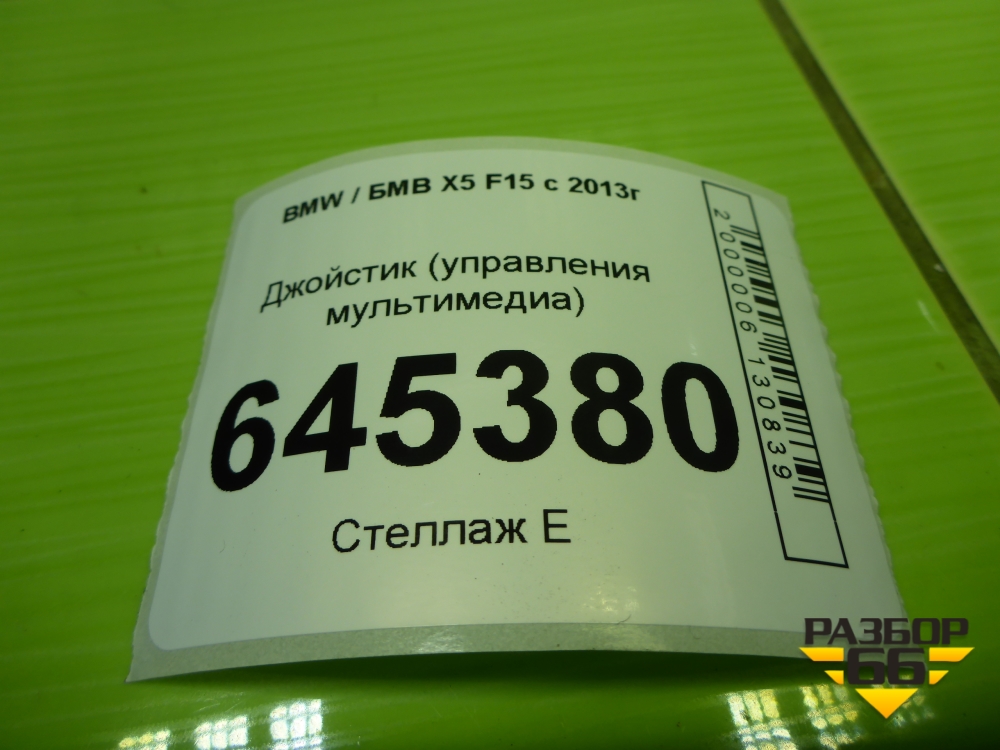 BMW / БМВ X5 F15 с 2013г
Джойстик (управления
мультимедиа)
645380
Стеллаж Е
2000006130839
РАЗБОР
66